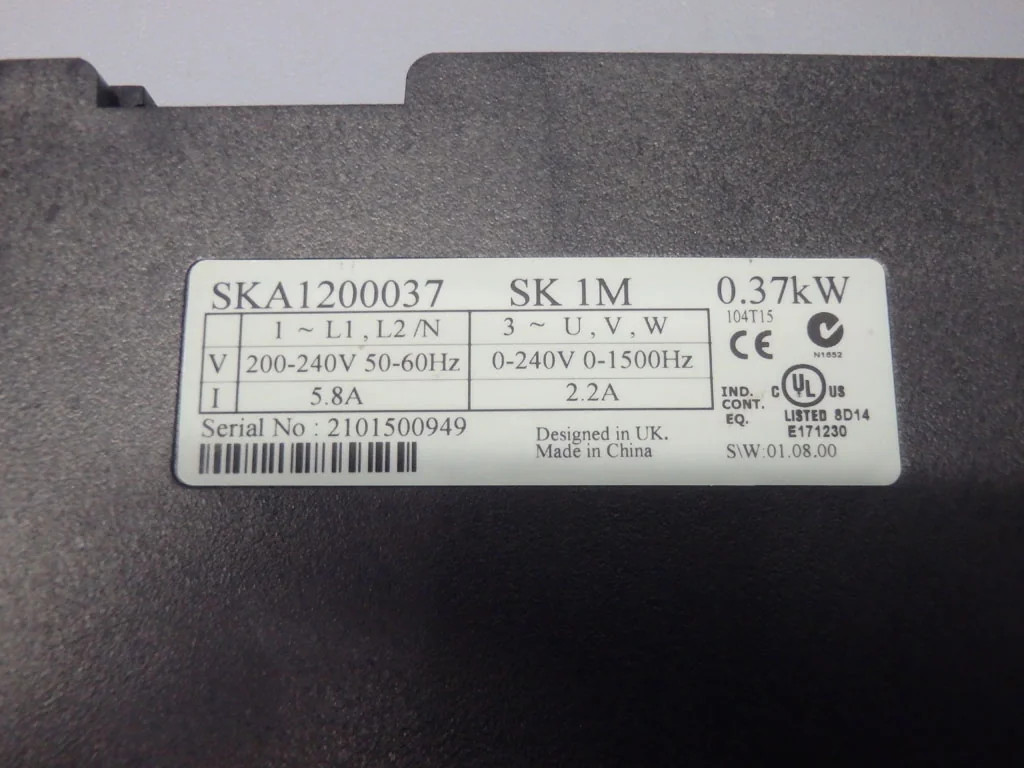 SKA1200037 SK 1M 0.37kW
1 ~ L1 , L2 /N 3 ~ U , V , W
V 200-240V 50-60Hz 0-240V 0-1500Hz
I 5.8A 2.2A
104T15
CE
N1652
IND.
CONT.
EQ.
C UL US
LISTED 8D14
E171230
Serial No : 2101500949
Designed in UK.
Made in China
S\W:01.08.00